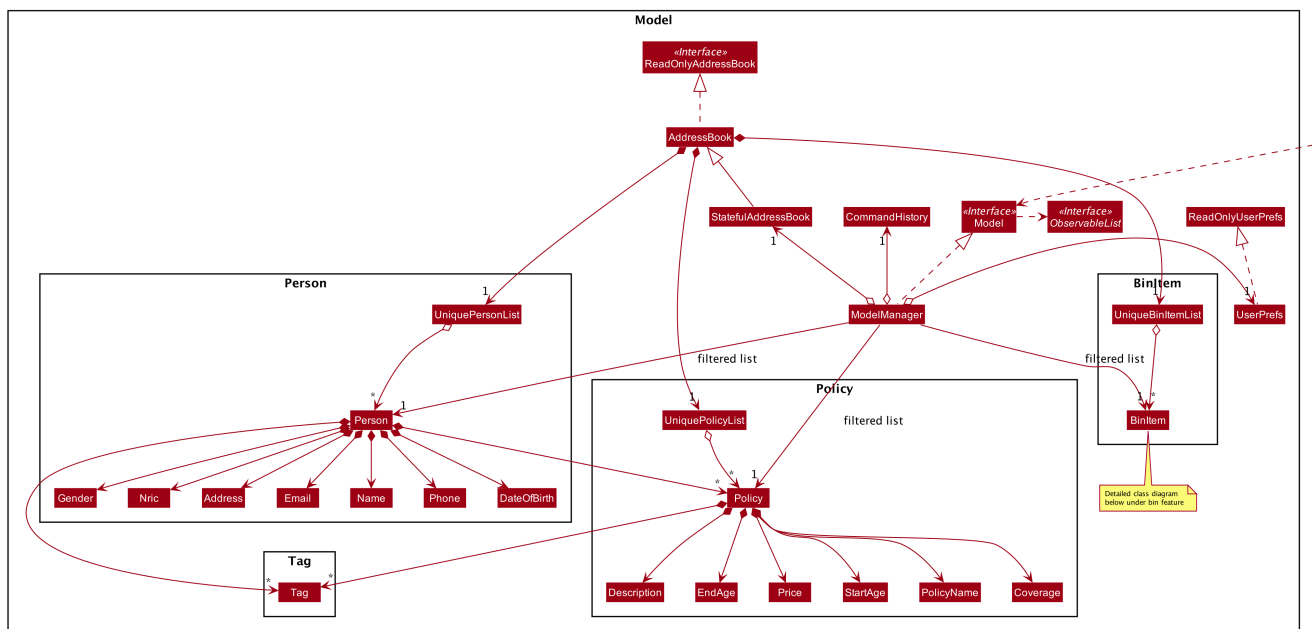 Model
«Interface»
ReadOnlyAddressBook
AddressBook
StatefulAddressBook
CommandHistory
«Interface»
Model
«Interface»
ObservableList
ReadOnlyUserPrefs
1
1
Person
BinItem
1
1
1
UniquePersonList
ModelManager
UniqueBinItemList
UserPrefs
filtered list
filtered list
Policy
*
1
1
1
*
Person
UniquePolicyList
filtered list
BinItem
*
*
1
Gender
Nric
Address
Email
Name
Phone
DateOfBirth
Policy
Detailed class diagram
below under bin feature
Tag
*
*
Tag
Description
EndAge
Price
StartAge
PolicyName
Coverage